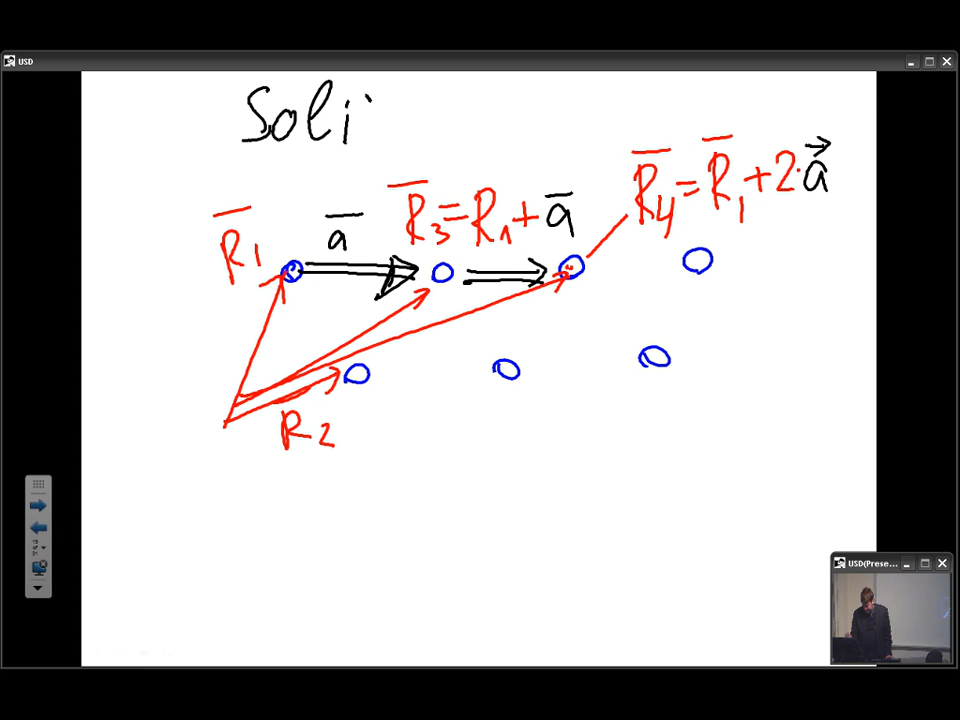 USD
Soli
R̅₄ = R̅₁ + 2·a⃗
R̅₃ = R₁ + a̅
a̅
R̅₁
R₂
USD(Prese...